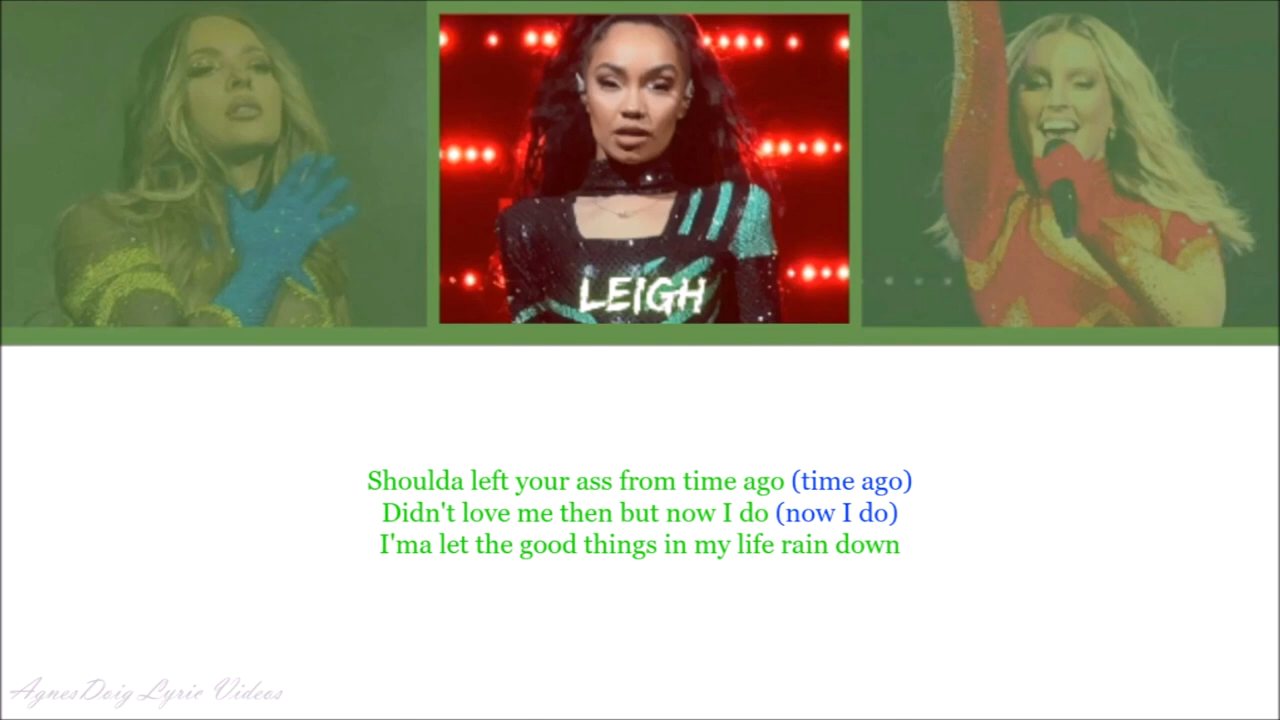 LEIGH
Shoulda left your ass from time ago (time ago)
Didn't love me then but now I do (now I do)
I'ma let the good things in my life rain down
AgnesDoig Lyric Videos